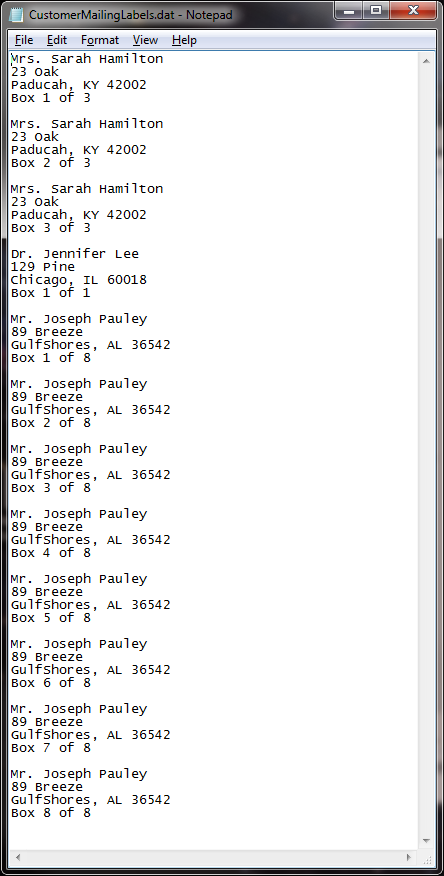 CustomerMailingLabels.dat - Notepad
File Edit Format View Help
Mrs. Sarah Hamilton
23 Oak
Paducah, KY 42002
Box 1 of 3

Mrs. Sarah Hamilton
23 Oak
Paducah, KY 42002
Box 2 of 3

Mrs. Sarah Hamilton
23 Oak
Paducah, KY 42002
Box 3 of 3

Dr. Jennifer Lee
129 Pine
Chicago, IL 60018
Box 1 of 1

Mr. Joseph Pauley
89 Breeze
GulfShores, AL 36542
Box 1 of 8

Mr. Joseph Pauley
89 Breeze
GulfShores, AL 36542
Box 2 of 8

Mr. Joseph Pauley
89 Breeze
GulfShores, AL 36542
Box 3 of 8

Mr. Joseph Pauley
89 Breeze
GulfShores, AL 36542
Box 4 of 8

Mr. Joseph Pauley
89 Breeze
GulfShores, AL 36542
Box 5 of 8

Mr. Joseph Pauley
89 Breeze
GulfShores, AL 36542
Box 6 of 8

Mr. Joseph Pauley
89 Breeze
GulfShores, AL 36542
Box 7 of 8

Mr. Joseph Pauley
89 Breeze
GulfShores, AL 36542
Box 8 of 8